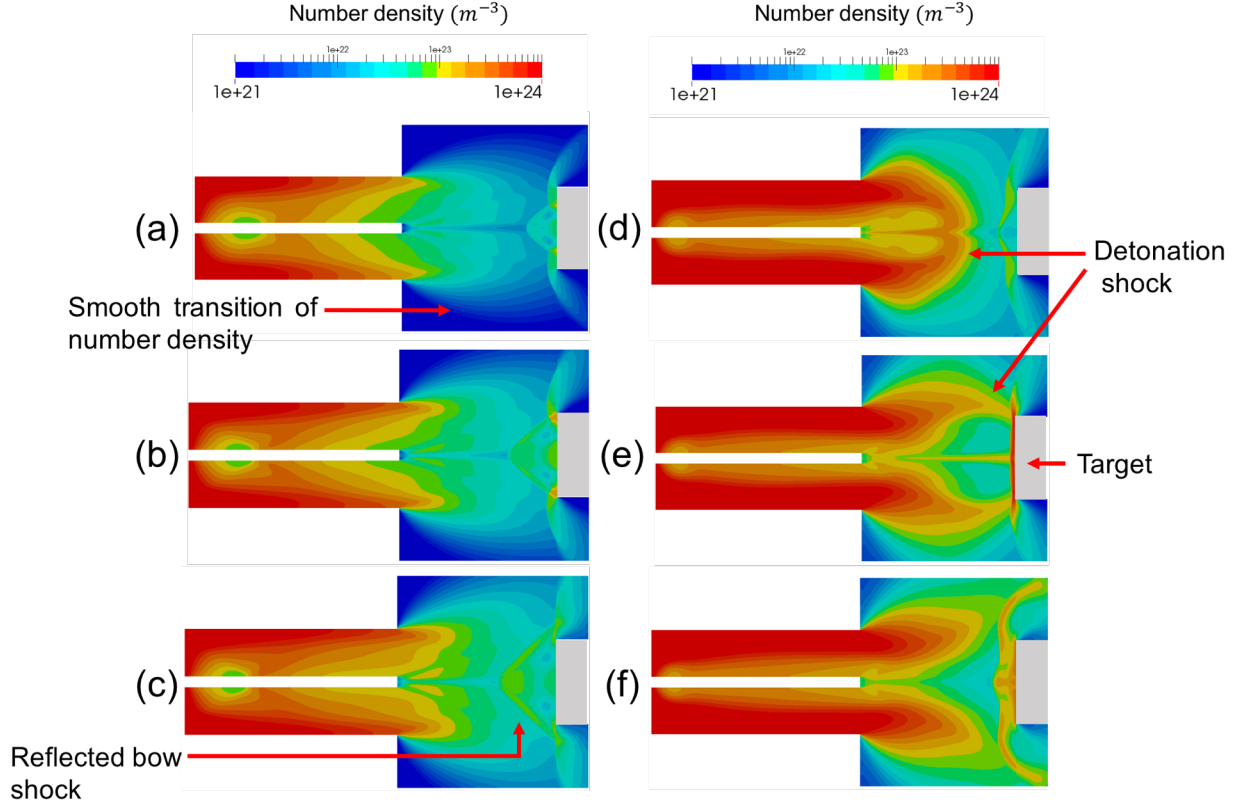 Number density (m⁻³)
1e+22
1e+23
1e+21
1e+24
Number density (m⁻³)
1e+22
1e+23
1e+21
1e+24
(a)
Smooth transition of
number density
(b)
(c)
Reflected bow
shock
(d)
Detonation
shock
(e)
Target
(f)